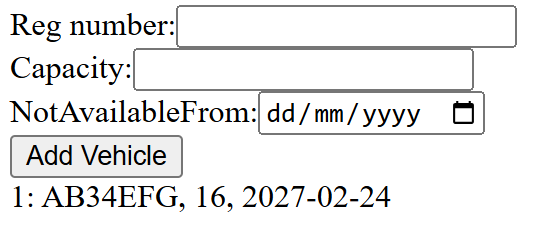 Reg number:
Capacity:
NotAvailableFrom: dd/mm/yyyy
Add Vehicle
1: AB34EFG, 16, 2027-02-24